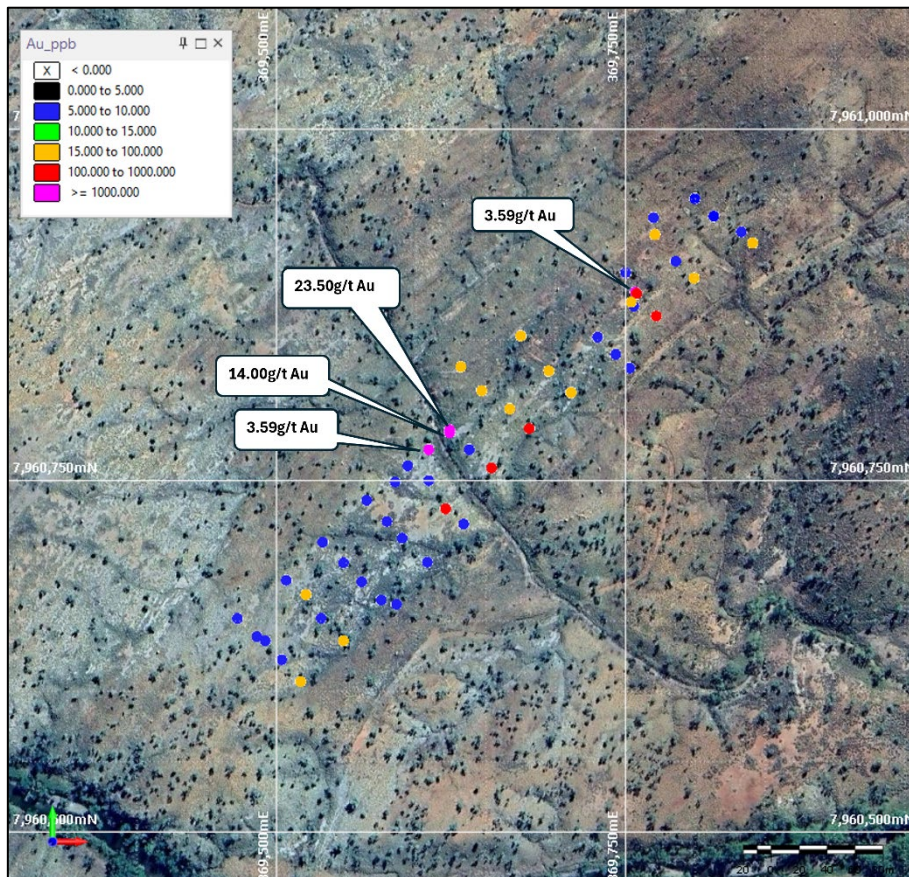 Au_ppb
X < 0.000
0.000 to 5.000
5.000 to 10.000
10.000 to 15.000
15.000 to 100.000
100.000 to 1000.000
>= 1000.000
369,500mE
369,750mE
7,961,000mN
3.59g/t Au
23.50g/t Au
14.00g/t Au
3.59g/t Au
7,960,750mN
7,960,750mN
7,960,500mN
7,960,500mN
369,500mE
369,750mE